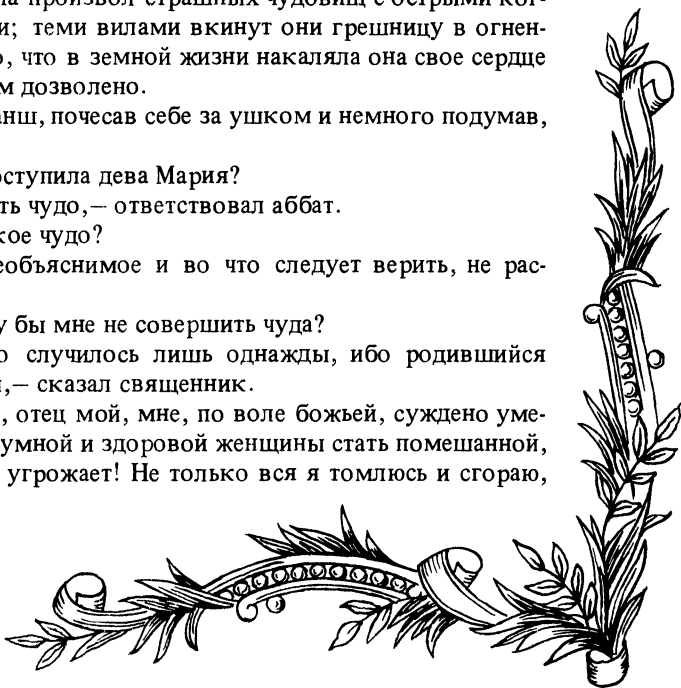 на произвол страшных чудовищ с острыми ког-
и; теми вилами вкинут они грешницу в огнен-
о, что в земной жизни накаляла она свое сердце
м дозволено.
анш, почесав себе за ушком и немного подумав,
оступила дева Мария?
ть чудо,— ответствовал аббат.
кое чудо?
еобъяснимое и во что следует верить, не рас-
у бы мне не совершить чуда?
о случилось лишь однажды, ибо родившийся
,— сказал священник.
, отец мой, мне, по воле божьей, суждено уме-
умной и здоровой женщины стать помешанной,
угрожает! Не только вся я томлюсь и сгораю,